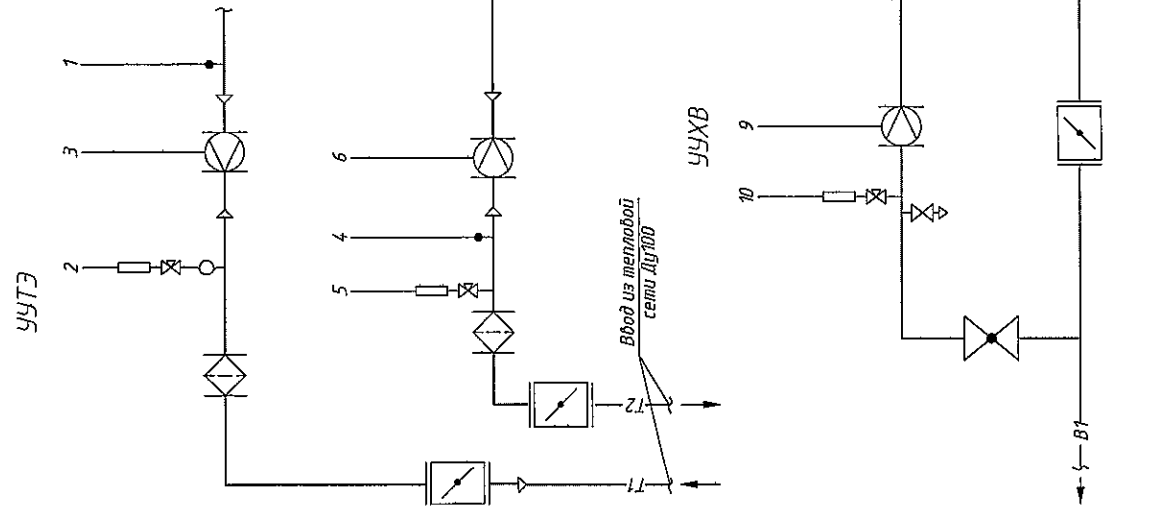 УУТЭ
1
3
2
6
4
5
Ввод из тепловой
сети Ду100
Т2
Т1
УУХВ
9
10
В1